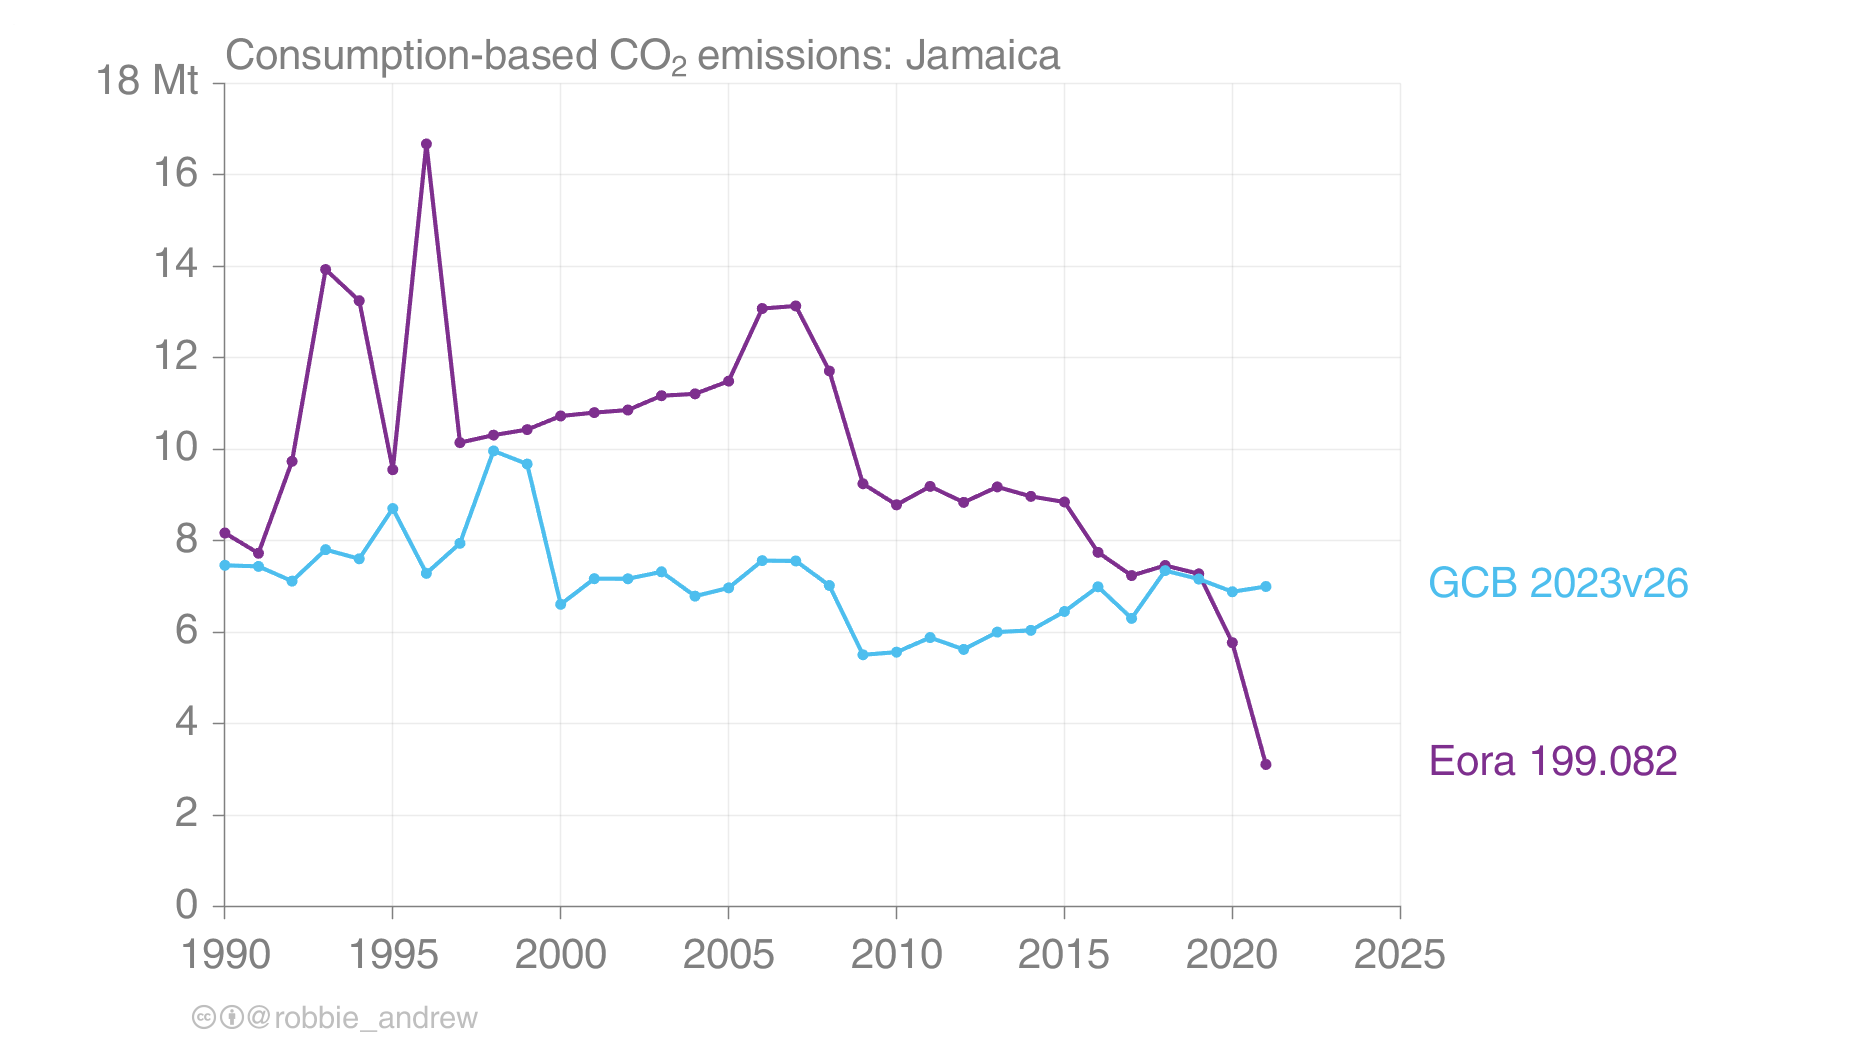 Consumption-based CO₂ emissions: Jamaica
18 Mt
16
14
12
10
8
6
4
2
0
1990 1995 2000 2005 2010 2015 2020 2025
GCB 2023v26
Eora 199.082
@robbie_andrew